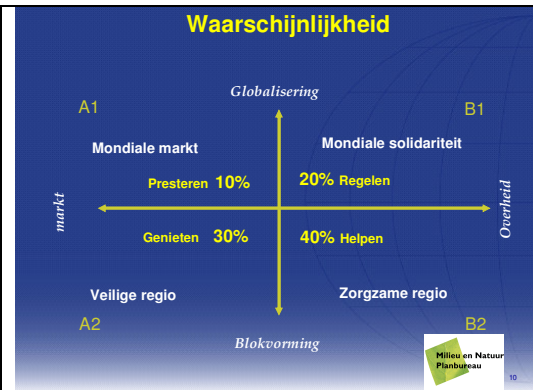 Waarschijnlijkheid
Globalisering
A1
B1
Mondiale markt
Mondiale solidariteit
Presteren 10%
20% Regelen
markt
Overheid
Genieten 30%
40% Helpen
Veilige regio
Zorgzame regio
A2
B2
Blokvorming
Milieu en Natuur
Planbureau
10